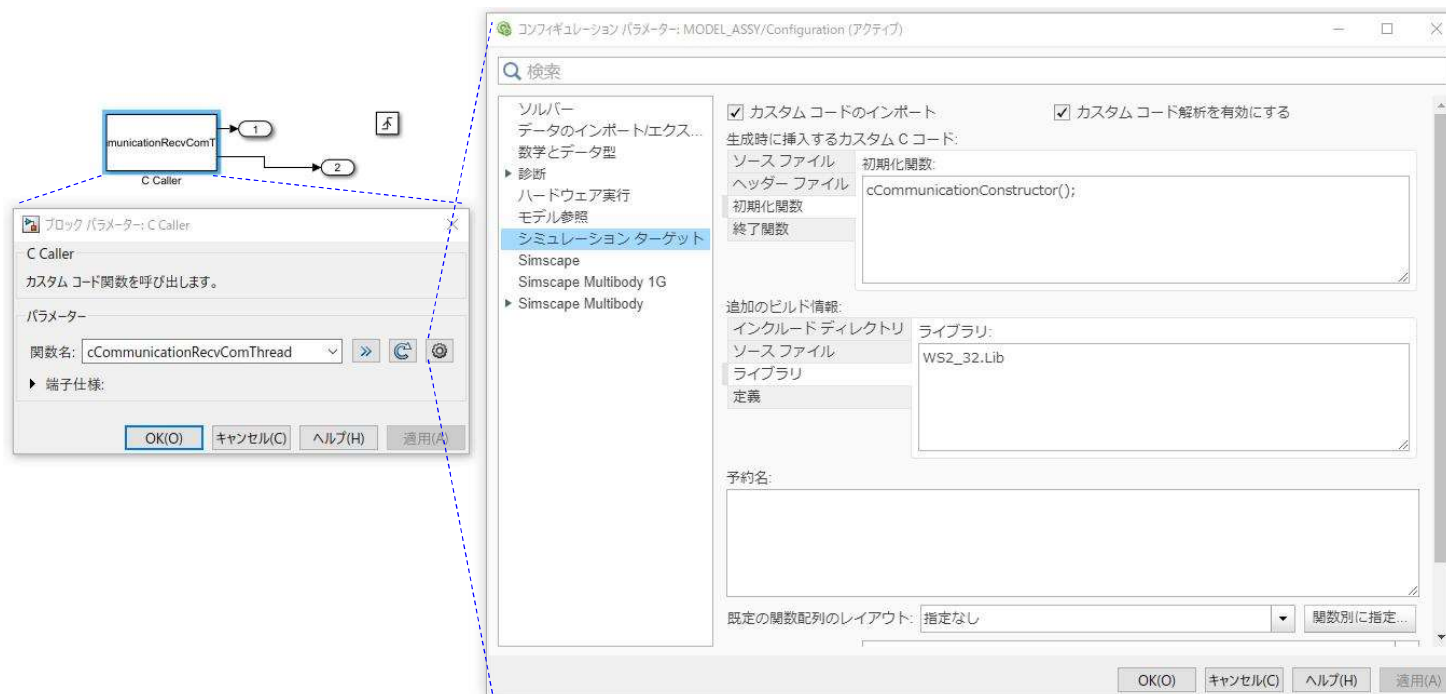 コンフィギュレーション パラメーター: MODEL_ASSY/Configuration (アクティブ)
検索
municationRecvComT
C Caller
1
2
ブロック パラメーター: C Caller
C Caller
カスタム コード関数を呼び出します。
パラメーター
関数名: cCommunicationRecvComThread
端子仕様:
OK(O) キャンセル(C) ヘルプ(H) 適用(A)
ソルバー
データのインポート/エクス...
数学とデータ型
診断
ハードウェア実行
モデル参照
シミュレーション ターゲット
Simscape
Simscape Multibody 1G
Simscape Multibody
カスタム コードのインポート カスタム コード解析を有効にする
生成時に挿入するカスタム C コード:
ソース ファイル
ヘッダー ファイル
初期化関数
終了関数
初期化関数:
cCommunicationConstructor();
追加のビルド情報:
インクルード ディレクトリ
ソース ファイル
ライブラリ
定義
ライブラリ:
WS2_32.Lib
予約名:
既定の関数配列のレイアウト: 指定なし 関数別に指定...
OK(O) キャンセル(C) ヘルプ(H) 適用(A)